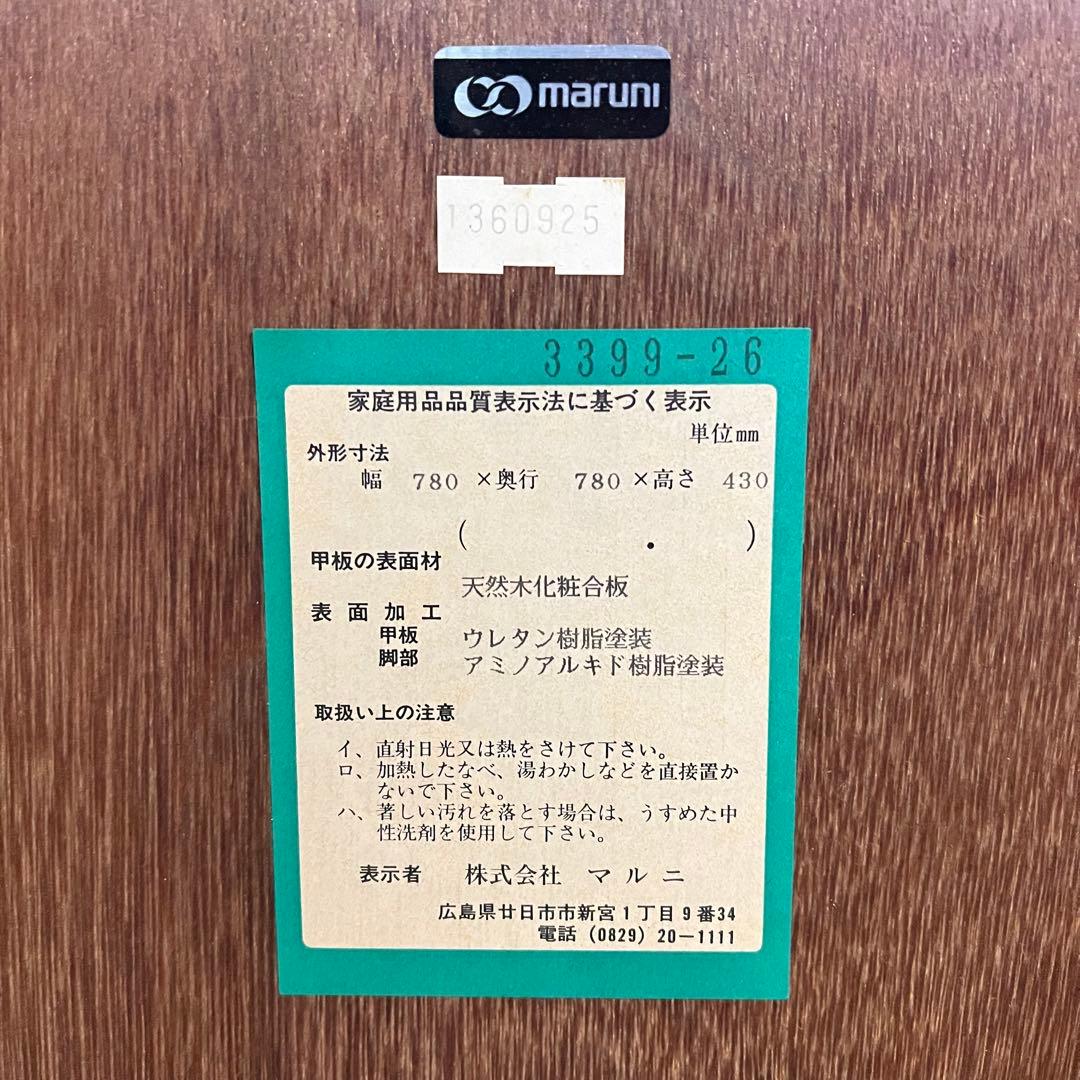 maruni
1360925
3399-26
家庭用品品質表示法に基づく表示
単位mm
外形寸法
幅 780 ×奥行 780 ×高さ 430
( . )
甲板の表面材
天然木化粧合板
表面加工
甲板 ウレタン樹脂塗装
脚部 アミノアルキド樹脂塗装
取扱い上の注意
イ、直射日光又は熱をさけて下さい。
ロ、加熱したなべ、湯わかしなどを直接置か
ないで下さい。
ハ、著しい汚れを落とす場合は、うすめた中
性洗剤を使用して下さい。
表示者 株式会社 マルニ
広島県廿日市市新宮1丁目9番34
電話(0829)20-1111